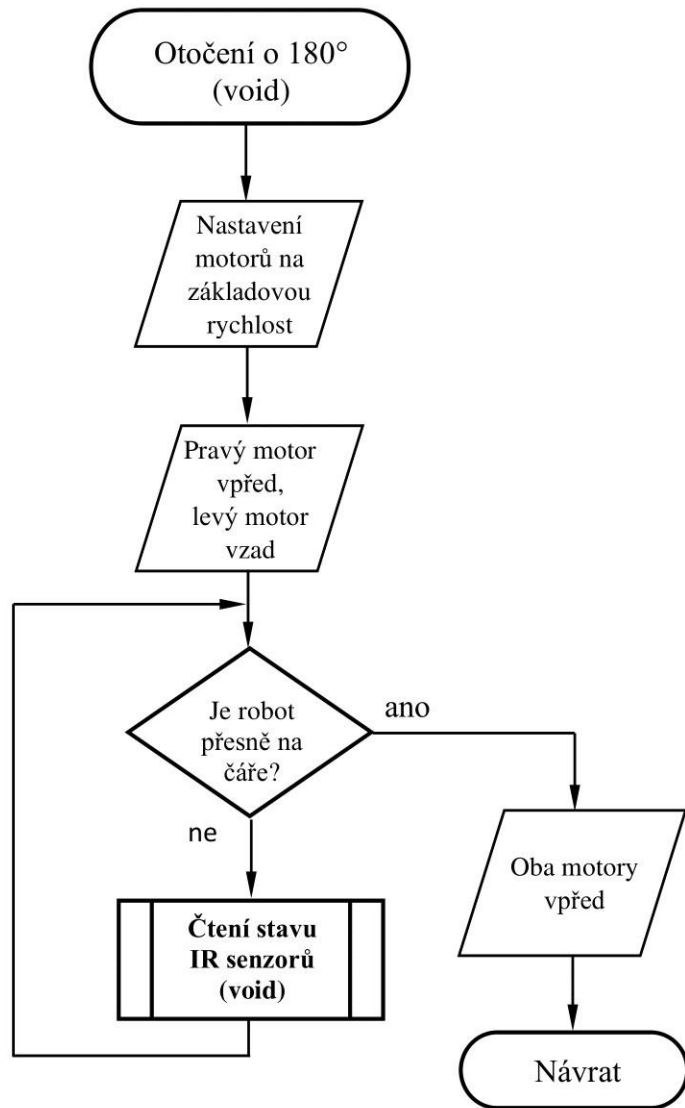 Otočení o 180°
(void)
Nastavení
motorů na
základovou
rychlost
Pravý motor
vpřed,
levý motor
vzad
Je robot
přesně na
čáře?
ano
ne
Oba motory
vpřed
Čtení stavu
IR senzorů
(void)
Návrat